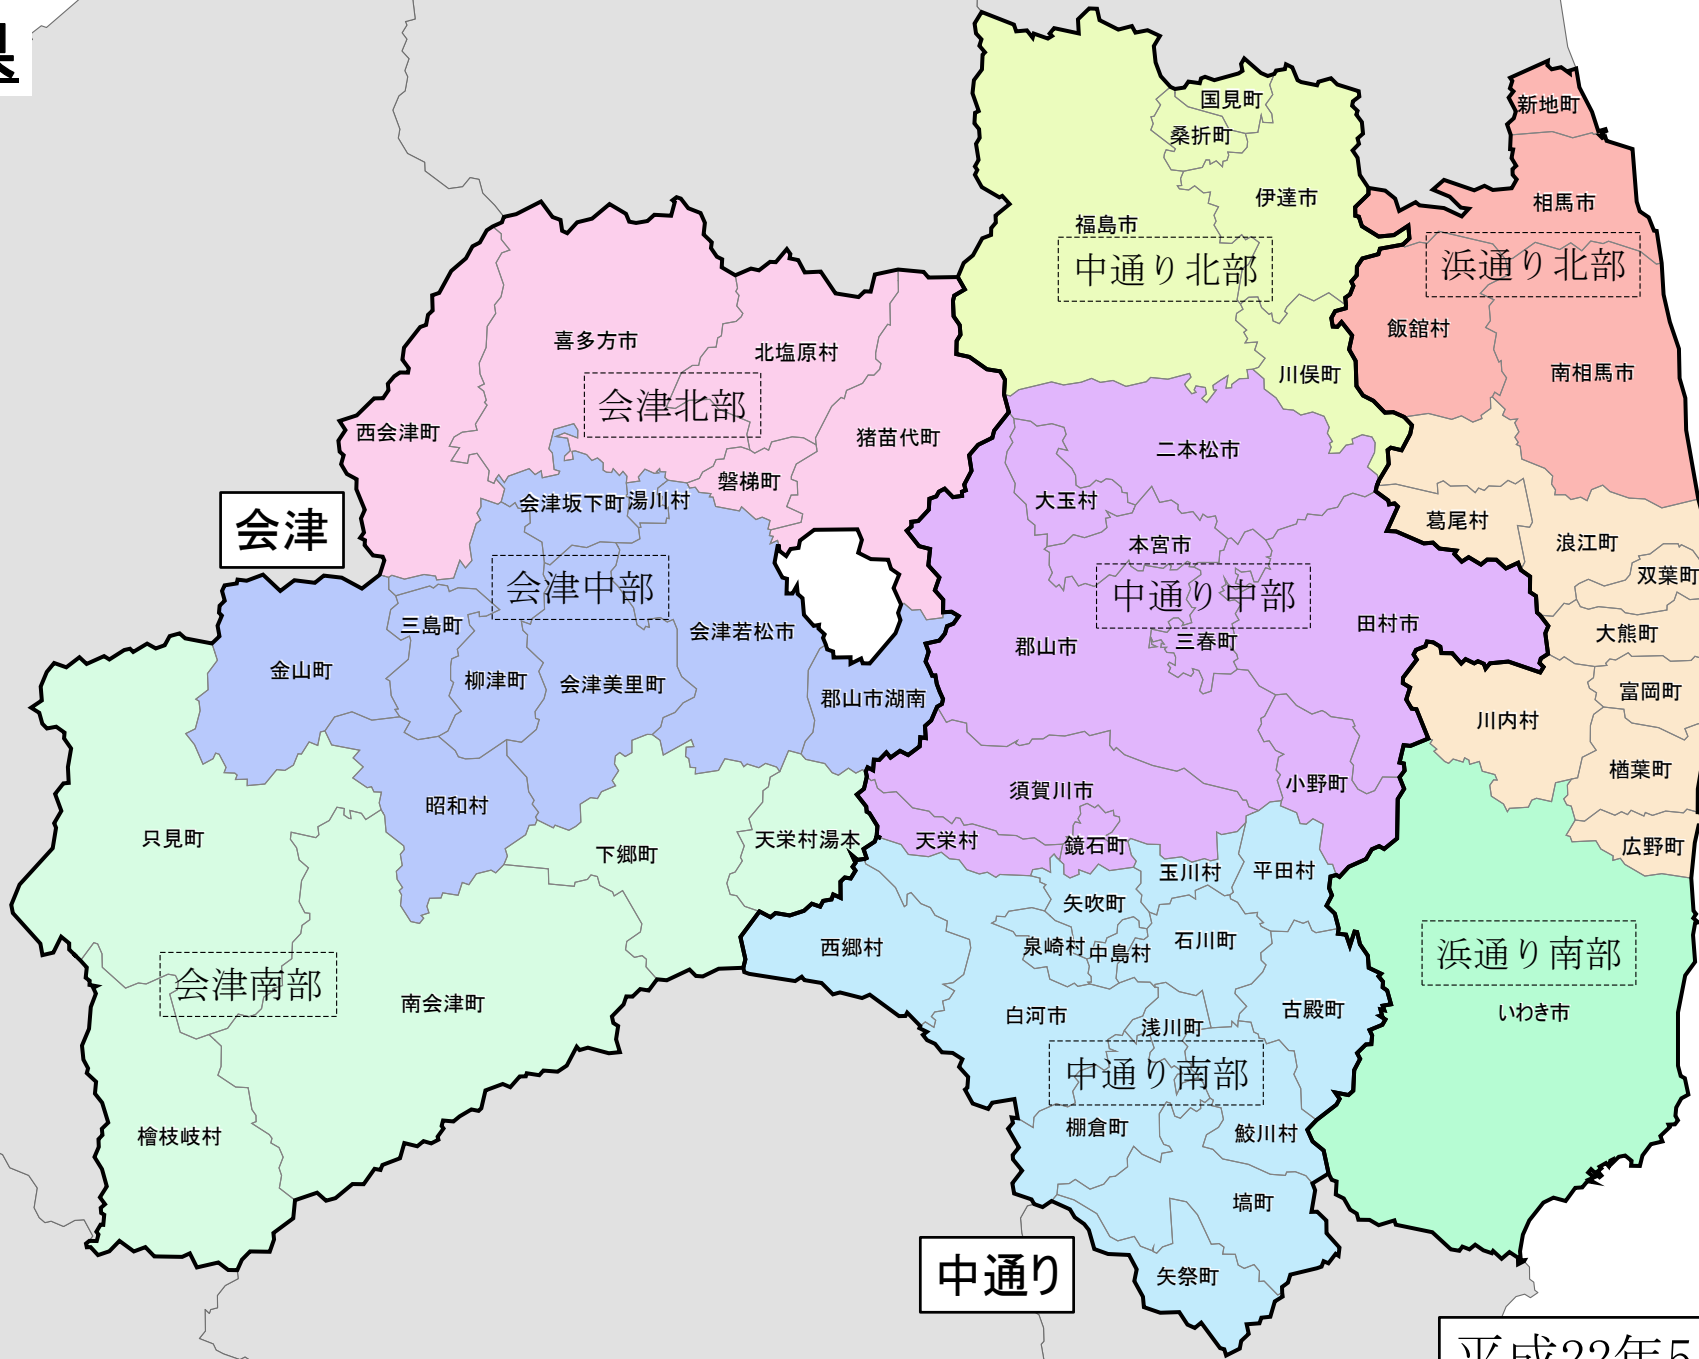 県
新地町
国見町
桑折町
伊達市
相馬市
福島市
中通り北部
浜通り北部
飯舘村
喜多方市
北塩原村
川俣町
南相馬市
会津北部
西会津町
猪苗代町
二本松市
磐梯町
会津坂下町
湯川村
大玉村
葛尾村
会津
本宮市
浪江町
双葉町
会津中部
中通り中部
三島町
会津若松市
郡山市
三春町
田村市
大熊町
金山町
柳津町
会津美里町
郡山市湖南
富岡町
川内村
楢葉町
須賀川市
小野町
昭和村
只見町
下郷町
天栄村湯本
天栄村
鏡石町
広野町
玉川村
平田村
矢吹町
西郷村
泉崎村
中島村
石川町
浜通り南部
会津南部
南会津町
白河市
浅川町
古殿町
いわき市
中通り南部
檜枝岐村
棚倉町
鮫川村
塙町
中通り
矢祭町
平成22年5